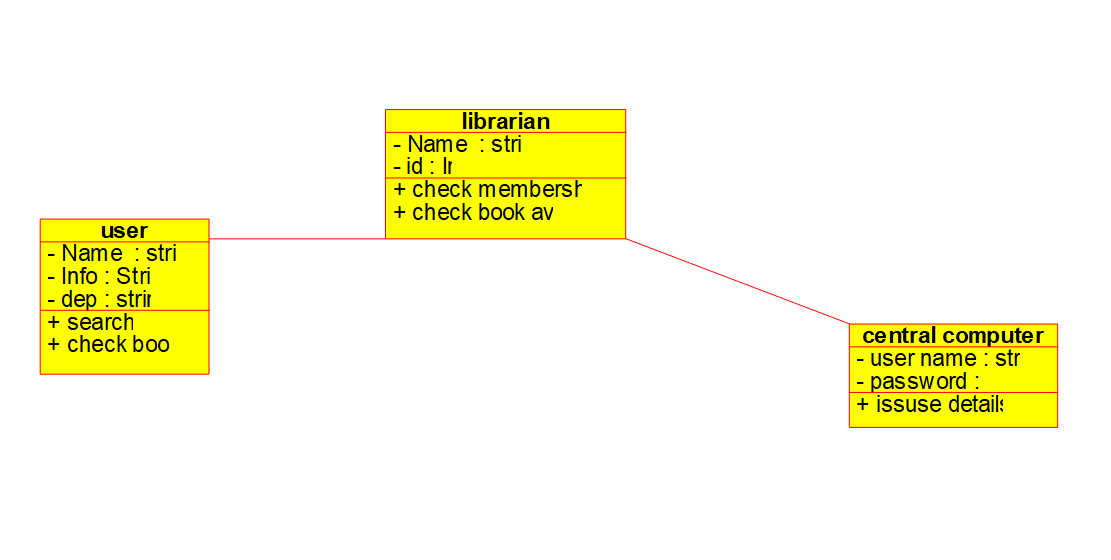 librarian
- Name : stri
- id : Ir
+ check membersh
+ check book av
user
- Name : stri
- Info : Stri
- dep : strin
+ search
+ check boo
central computer
- user name : str
- password :
+ issuse details